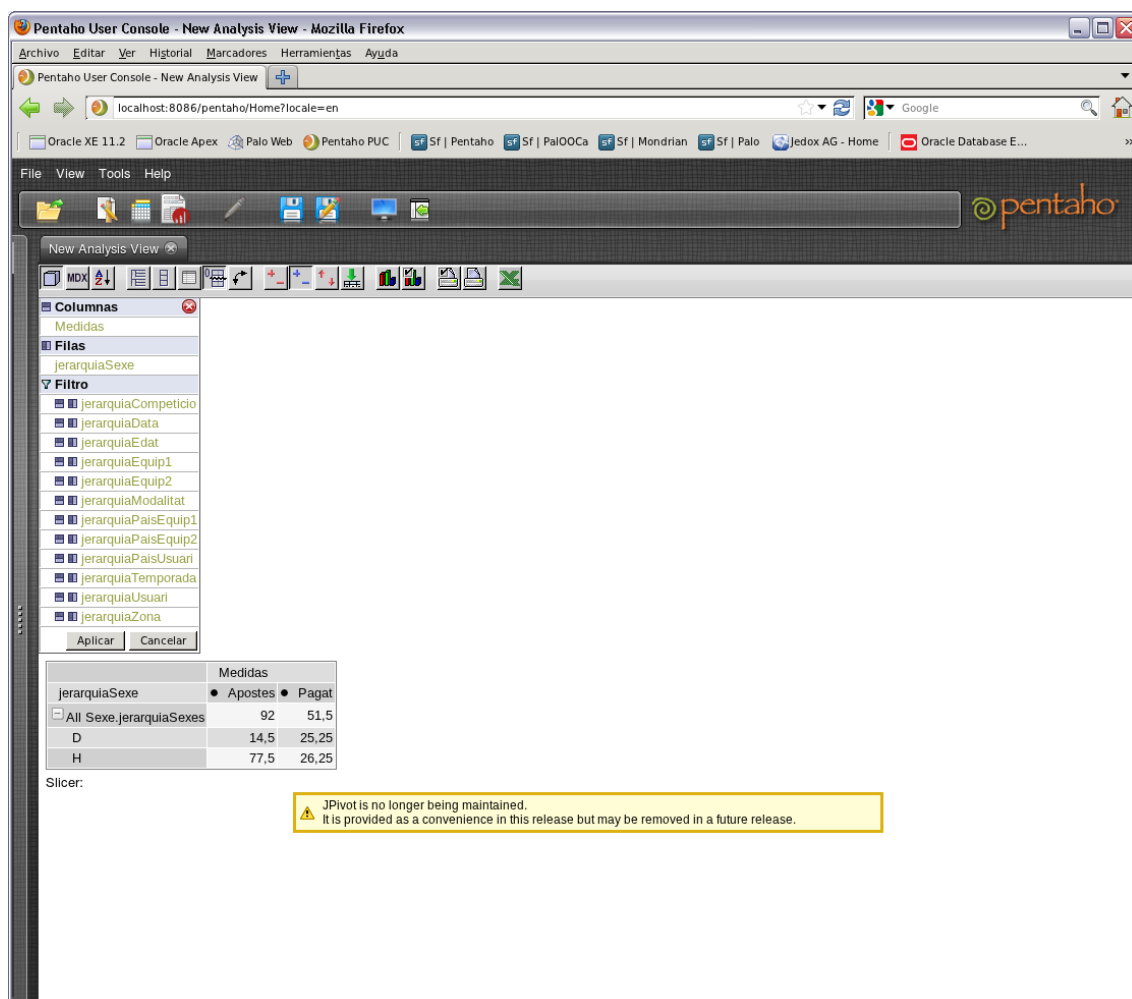 Pentaho User Console - New Analysis View - Mozilla Firefox
Archivo Editar Ver Historial Marcadores Herramientas Ayuda
Pentaho User Console - New Analysis View
localhost:8086/pentaho/Home?locale=en Google
Oracle XE 11.2 Oracle Apex Palo Web Pentaho PUC Sf | Pentaho Sf | PalOOCa Sf | Mondrian Sf | Palo Jedox AG - Home Oracle Database E...
File View Tools Help
pentaho
New Analysis View
MDX
Columnas
Medidas
Filas
jerarquiaSexe
Filtro
jerarquiaCompeticio
jerarquiaData
jerarquiaEdat
jerarquiaEquip1
jerarquiaEquip2
jerarquiaModalitat
jerarquiaPaisEquip1
jerarquiaPaisEquip2
jerarquiaPaisUsuari
jerarquiaTemporada
jerarquiaUsuari
jerarquiaZona
Aplicar Cancelar
Medidas
jerarquiaSexe Apostes Pagat
All Sexe.jerarquiaSexes 92 51,5
D 14,5 25,25
H 77,5 26,25
Slicer:
JPivot is no longer being maintained.
It is provided as a convenience in this release but may be removed in a future release.